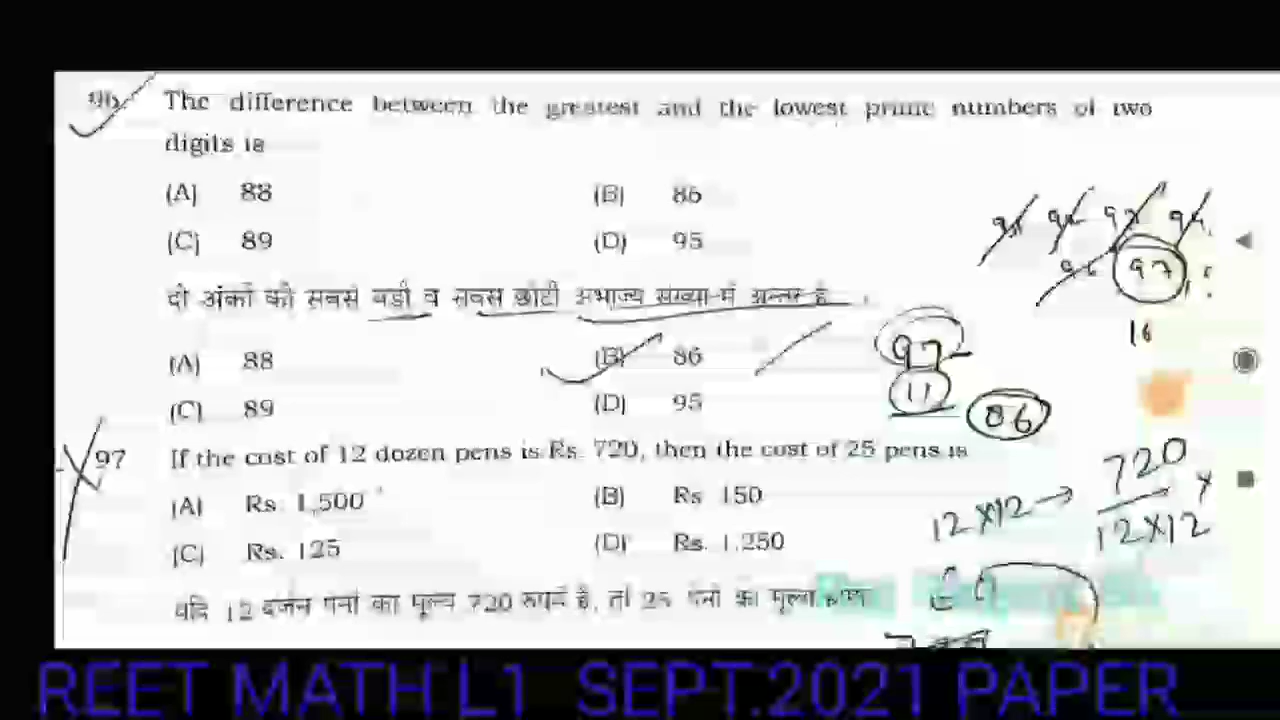 96 The difference between the greatest and the lowest prime numbers of two
digits is
(A) 88 (B) 86
(C) 89 (D) 95
दो अंकों की सबसे बड़ी व सबसे छोटी अभाज्य संख्या में अन्तर है
(A) 88 (B) 86
(C) 89 (D) 95
97
11
86
97
16
97 If the cost of 12 dozen pens is Rs. 720, then the cost of 25 pens is
(A) Rs. 1,500 (B) Rs 150
(C) Rs. 125 (D) Rs. 1,250
12×12→ 720 ×
12×12
यदि 12 दर्जन पेनों का मूल्य 720 रुपये है, तो 25 पेनों का मूल्य होगा
60
REET MATH L1 SEPT.2021 PAPER